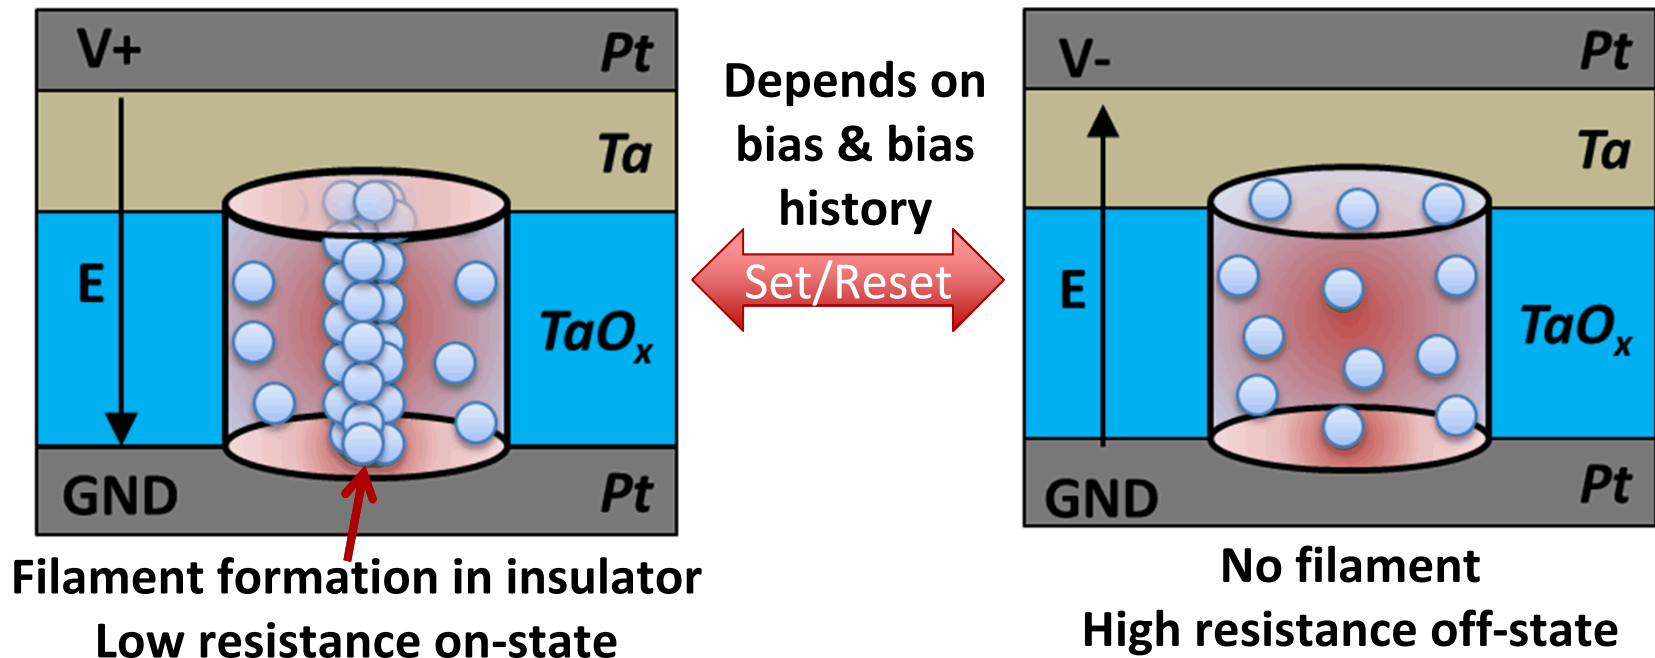 V+
Pt
Ta
E
TaOx
GND
Pt
Filament formation in insulator
Low resistance on-state
Depends on
bias & bias
history
Set/Reset
V-
Pt
Ta
E
TaOx
GND
Pt
No filament
High resistance off-state